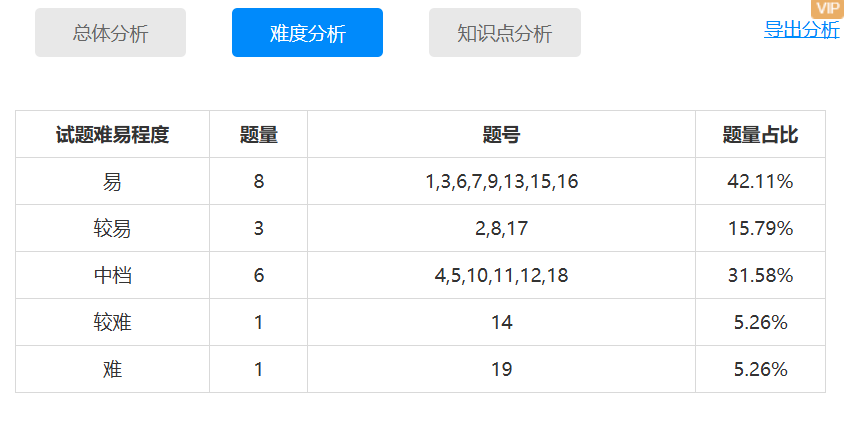 VIP
总体分析 难度分析 知识点分析 导出分析
试题难易程度 题量 题号 题量占比
易 8 1,3,6,7,9,13,15,16 42.11%
较易 3 2,8,17 15.79%
中档 6 4,5,10,11,12,18 31.58%
较难 1 14 5.26%
难 1 19 5.26%